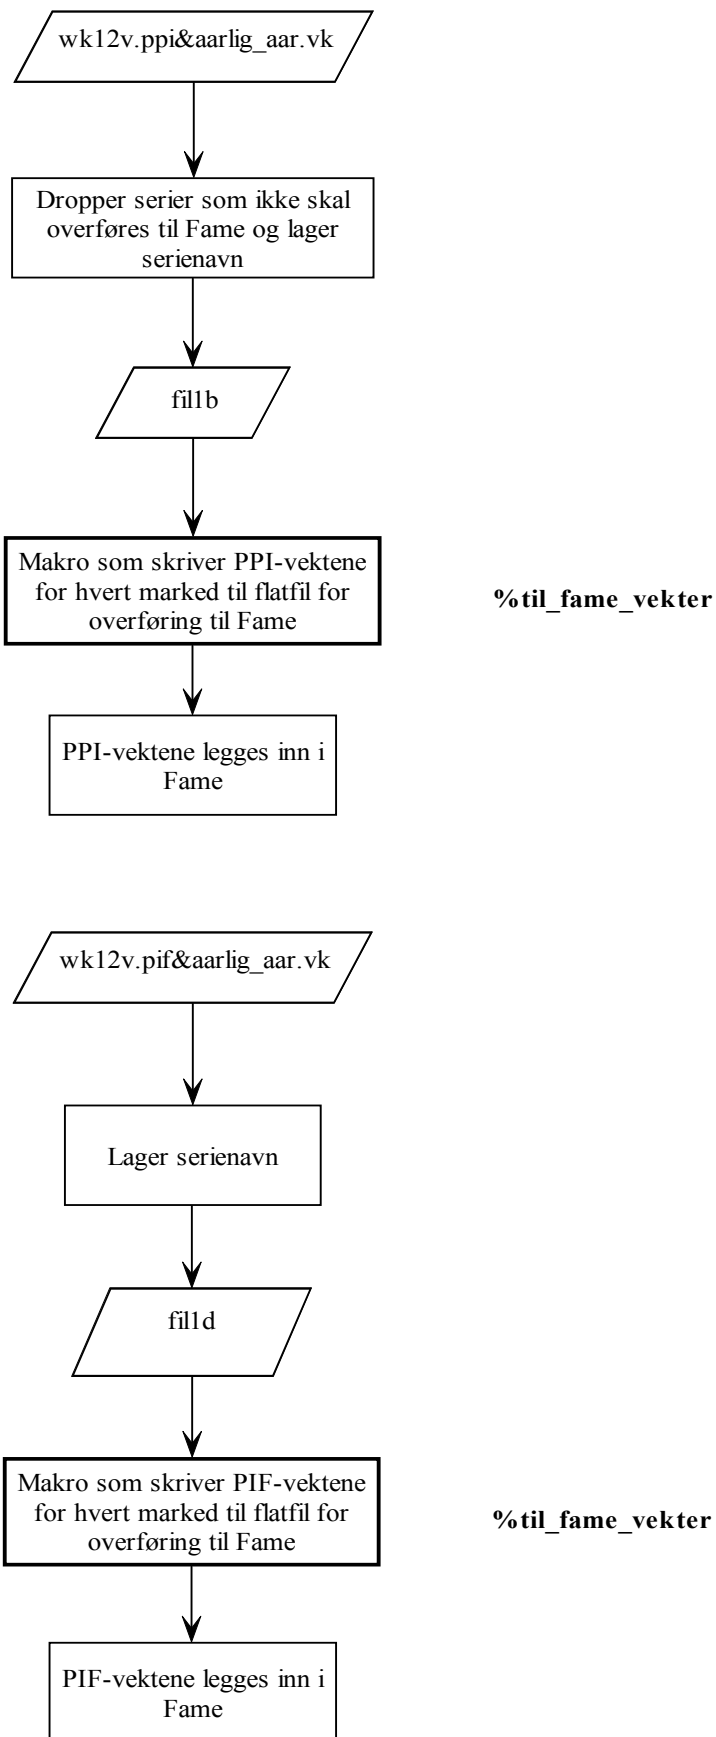 wk12v.ppi&aarlig_aar.vk
Dropper serier som ikke skal
overføres til Fame og lager
serienavn
fil1b
Makro som skriver PPI-vektene
for hvert marked til flatfil for
overføring til Fame
%til_fame_vekter
PPI-vektene legges inn i
Fame
wk12v.pif&aarlig_aar.vk
Lager serienavn
fil1d
Makro som skriver PIF-vektene
for hvert marked til flatfil for
overføring til Fame
%til_fame_vekter
PIF-vektene legges inn i
Fame